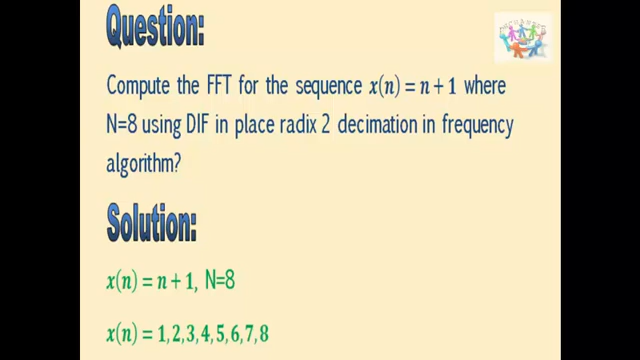 Question:
Compute the FFT for the sequence x(n) = n + 1 where
N=8 using DIF in place radix 2 decimation in frequency
algorithm?
Solution:
x(n) = n + 1, N=8
x(n) = 1,2,3,4,5,6,7,8